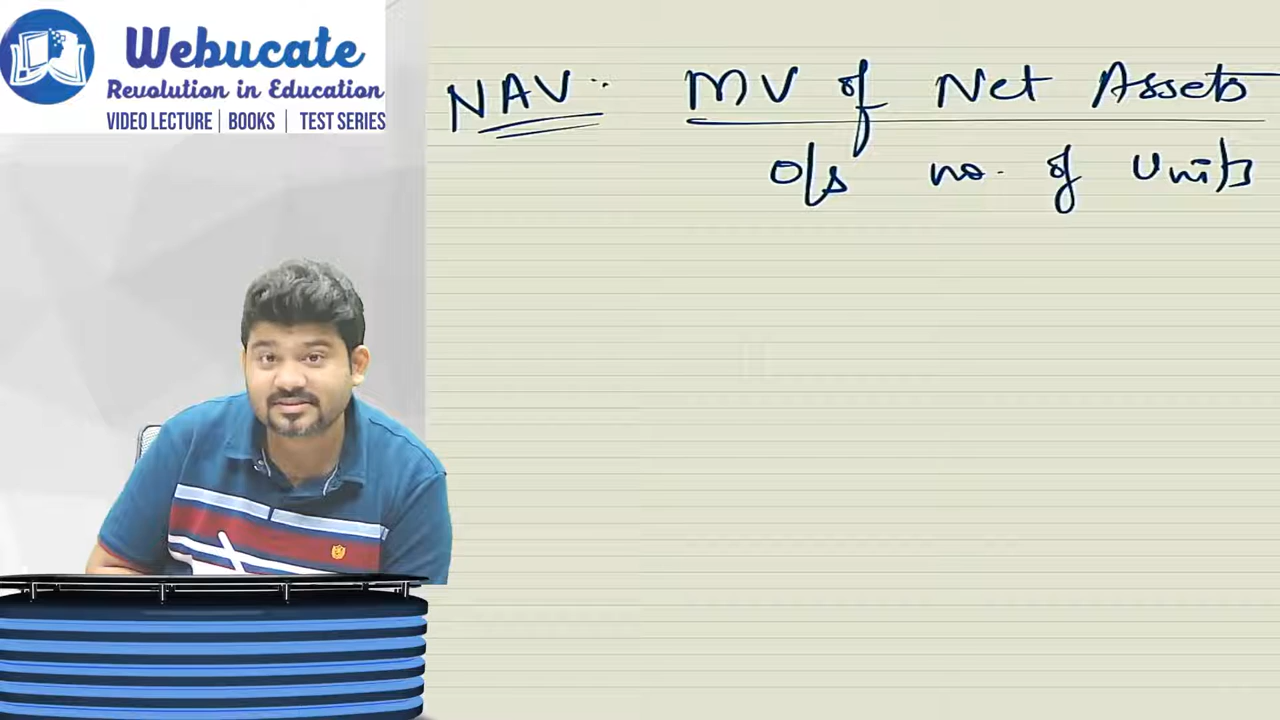 Webucate
Revolution in Education
VIDEO LECTURE | BOOKS | TEST SERIES
NAV: MV of Net Assets
O/s no. of Units